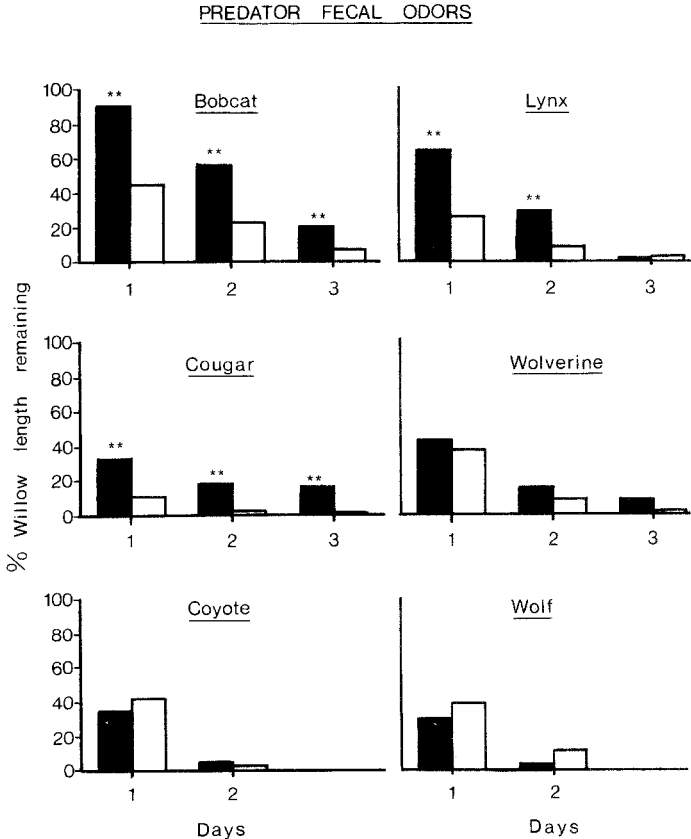 PREDATOR FECAL ODORS
Bobcat
Lynx
100
80
60
40
20
0
**
**
**
**
**
1 2 3
1 2 3
Cougar
Wolverine
100
80
60
40
20
0
**
**
**
1 2 3
1 2 3
Coyote
Wolf
100
80
60
40
20
0
1 2
1 2
Days
Days
% Willow length remaining